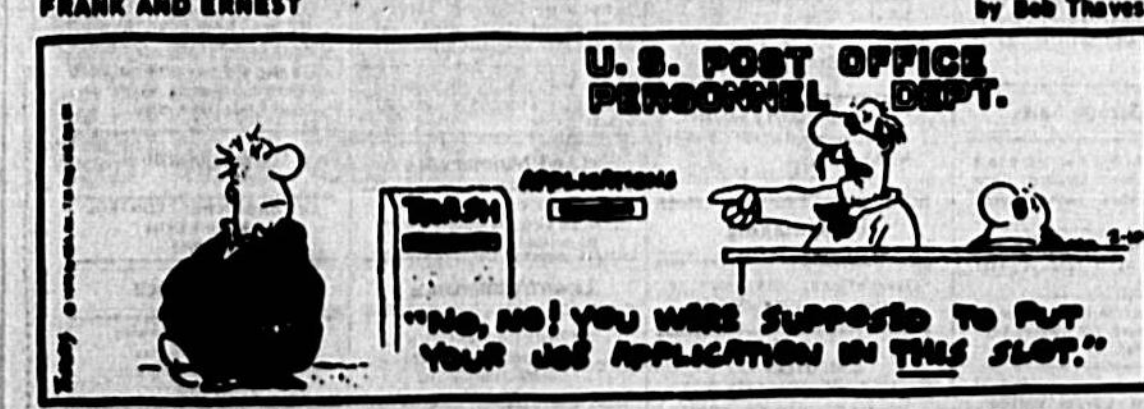 FRANK AND ERNEST
by Bob Thaves
U. S. POST OFFICE
PERSONNEL DEPT.
APPLICATIONS
TRASH
"NO, NO! YOU WERE SUPPOSED TO PUT
YOUR JOB APPLICATION IN THIS SLOT."